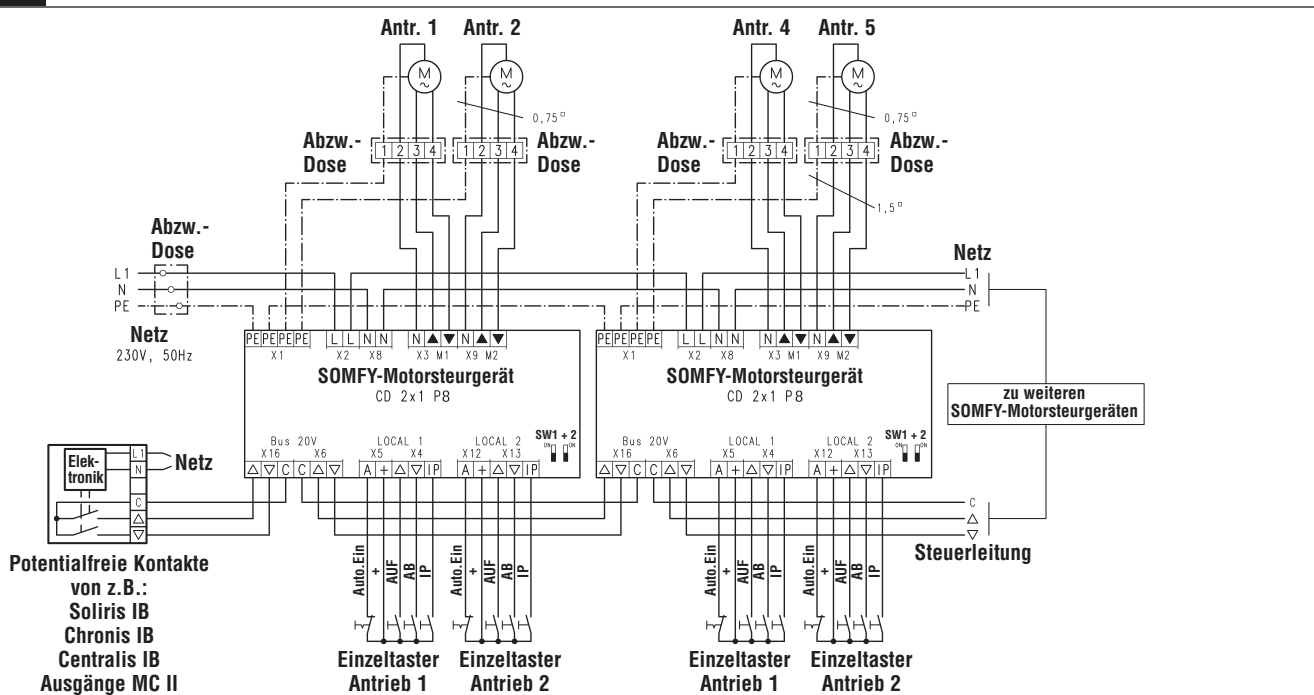 Antr. 1 Antr. 2 Antr. 4 Antr. 5
M ~ M ~ M ~ M ~
0,75□ 0,75□
Abzw.-
Dose
1 2 3 4 1 2 3 4
Abzw.-
Dose
Abzw.-
Dose
1 2 3 4 1 2 3 4
Abzw.-
Dose
1,5□
Abzw.-
Dose
L1
N
PE
Netz
230V, 50Hz
Netz
L1
N
PE
PE PE PE PE L L N N N ▲ ▼ N ▲ ▼
X1 X2 X8 X3 M1 X9 M2
SOMFY-Motorsteurgerät
CD 2x1 P8
Bus 20V LOCAL 1 LOCAL 2 SW1 + 2
X16 X6 X5 X4 X12 X13 ON ON
△ ▽ C C △ ▽ A + △ ▽ IP A + △ ▽ IP
PE PE PE PE L L N N N ▲ ▼ N ▲ ▼
X1 X2 X8 X3 M1 X9 M2
SOMFY-Motorsteurgerät
CD 2x1 P8
Bus 20V LOCAL 1 LOCAL 2 SW1 + 2
X16 X6 X5 X4 X12 X13 ON ON
△ ▽ C C △ ▽ A + △ ▽ IP A + △ ▽ IP
zu weiteren
SOMFY-Motorsteurgeräten
Elek-
tronik
L1
N
Netz
C
△
▽
C
△
▽
Steuerleitung
Potentialfreie Kontakte
von z.B.:
Soliris IB
Chronis IB
Centralis IB
Ausgänge MC II
Auto.Ein + AUF AB IP
Auto.Ein + AUF AB IP
Auto.Ein + AUF AB IP
Auto.Ein + AUF AB IP
Einzeltaster
Antrieb 1
Einzeltaster
Antrieb 2
Einzeltaster
Antrieb 1
Einzeltaster
Antrieb 2